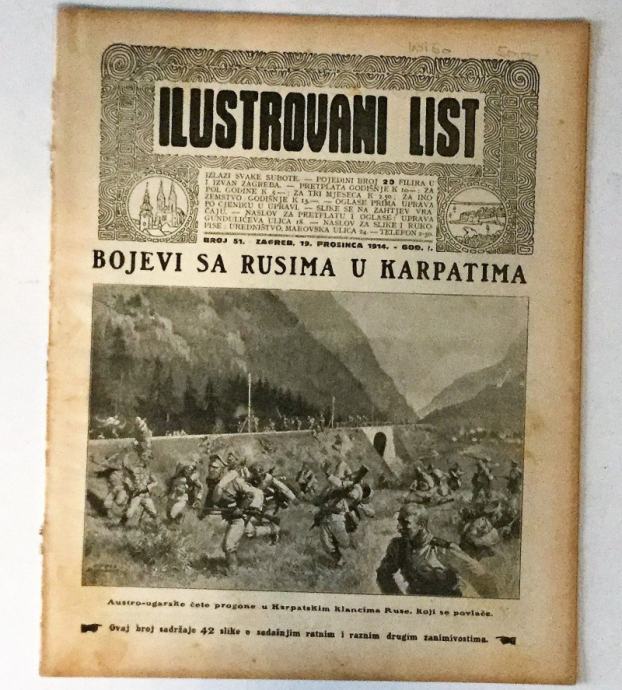 ILUSTROVANI LIST
IZLAZI SVAKE SUBOTE. — POJEDINI BROJ 20 FILIRA U
I IZVAN ZAGREBA. — PRETPLATA GODIŠNJE K 10—; ZA
POL GODINE K 5—; ZA TRI MJESECA K 2.50; ZA INO
ZEMSTVO GODIŠNJE K 13.—. — OGLASE PRIMA UPRAVA
PO CJENIKU U UPRAVI. — SLIKE SE NA ZAHTJEV VRA
ĆAJU. — NASLOV ZA PRETPLATU I OGLASE: UPRAVA
GUNDULIĆEVA ULICA 18. — NASLOV ZA SLIKE I RUKO
PISE: UREDNIŠTVO, MAROVSKA ULICA 24. — TELEFON 2-50.
BROJ 51. ZAGREB, 19. PROSINCA 1914. - GOD. I.
BOJEVI SA RUSIMA U KARPATIMA
Austro-ugarske čete progone u Karpatskim klancima Ruse, koji se povlače.
Ovaj broj sadržaje 42 slike o sadašnjim ratnim i raznim drugim zanimivostima.